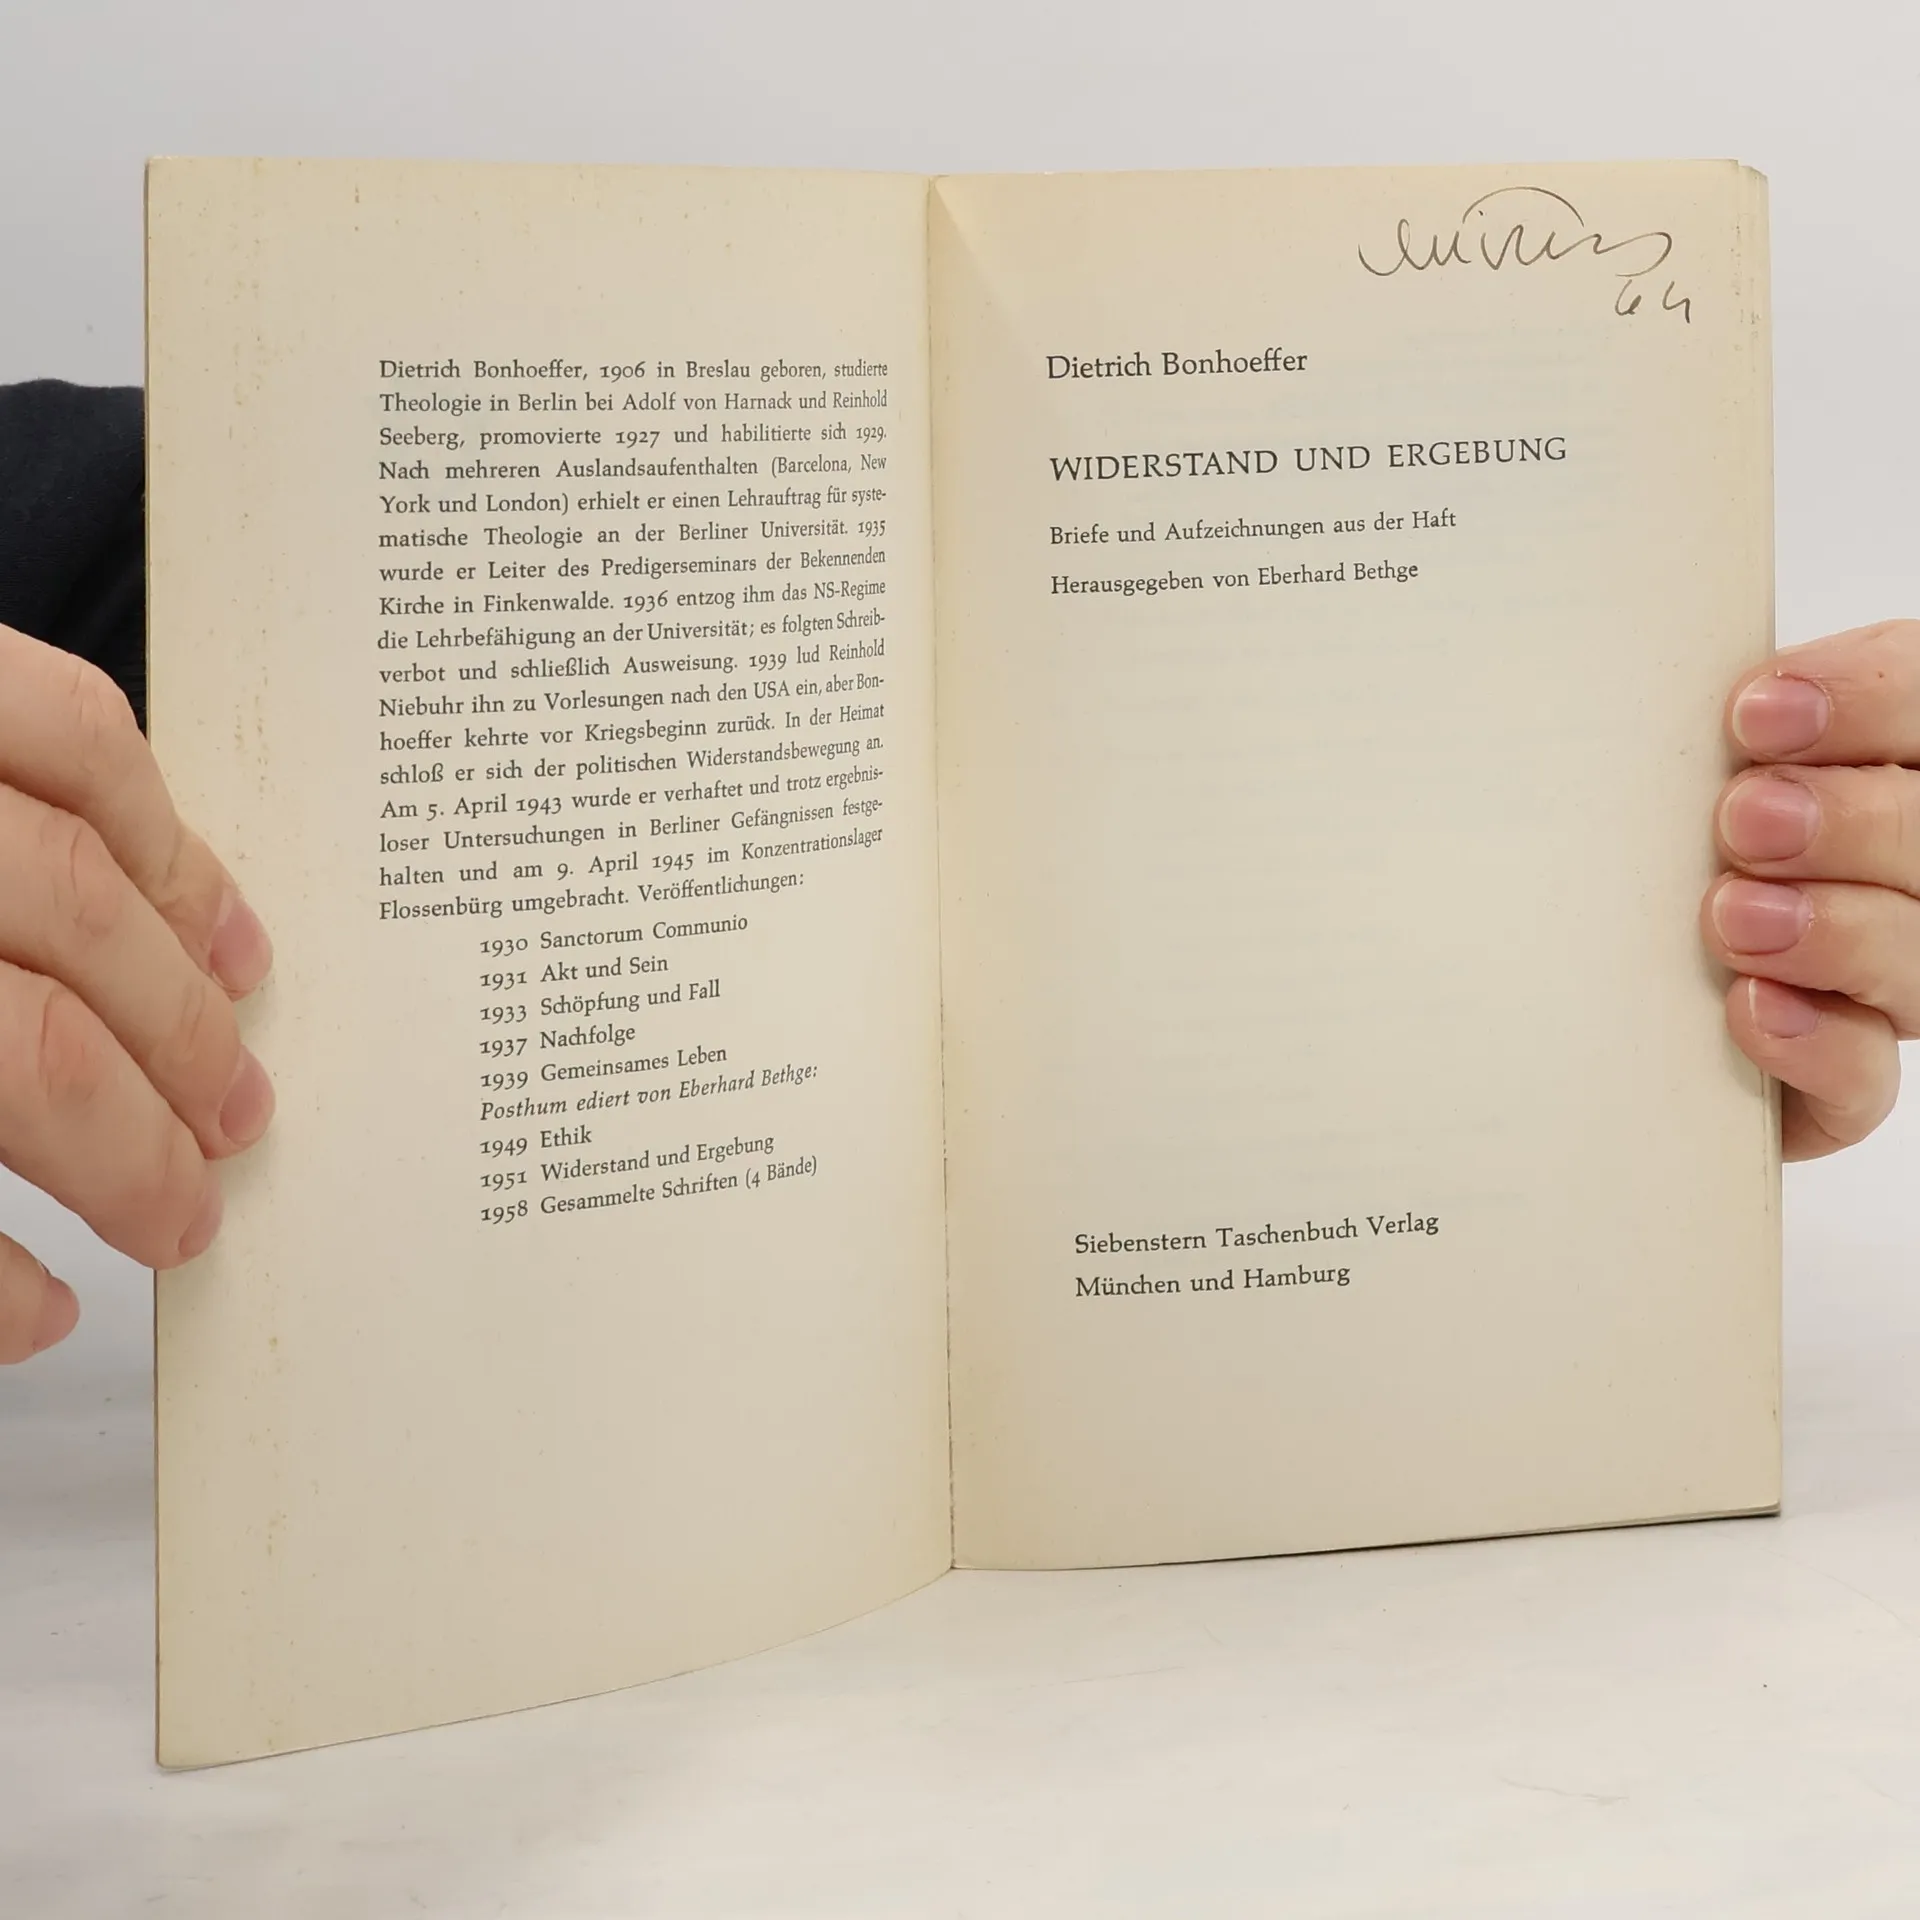 Dietrich Bonhoeffer, 1906 in Breslau geboren, studierte
Theologie in Berlin bei Adolf von Harnack und Reinhold
Seeberg, promovierte 1927 und habilitierte sich 1929.
Nach mehreren Auslandsaufenthalten (Barcelona, New
York und London) erhielt er einen Lehrauftrag für syste-
matische Theologie an der Berliner Universität. 1935
wurde er Leiter des Predigerseminars der Bekennenden
Kirche in Finkenwalde. 1936 entzog ihm das NS-Regime
die Lehrbefähigung an der Universität; es folgten Schreib-
verbot und schließlich Ausweisung. 1939 lud Reinhold
Niebuhr ihn zu Vorlesungen nach den USA ein, aber Bon-
hoeffer kehrte vor Kriegsbeginn zurück. In der Heimat
schloß er sich der politischen Widerstandsbewegung an.
Am 5. April 1943 wurde er verhaftet und trotz ergebnis-
loser Untersuchungen in Berliner Gefängnissen festge-
halten und am 9. April 1945 im Konzentrationslager
Flossenbürg umgebracht. Veröffentlichungen:
1930 Sanctorum Communio
1931 Akt und Sein
1933 Schöpfung und Fall
1937 Nachfolge
1939 Gemeinsames Leben
Posthum ediert von Eberhard Bethge:
1949 Ethik
1951 Widerstand und Ergebung
1958 Gesammelte Schriften (4 Bände)
64
Dietrich Bonhoeffer
WIDERSTAND UND ERGEBUNG
Briefe und Aufzeichnungen aus der Haft
Herausgegeben von Eberhard Bethge
Siebenstern Taschenbuch Verlag
München und Hamburg